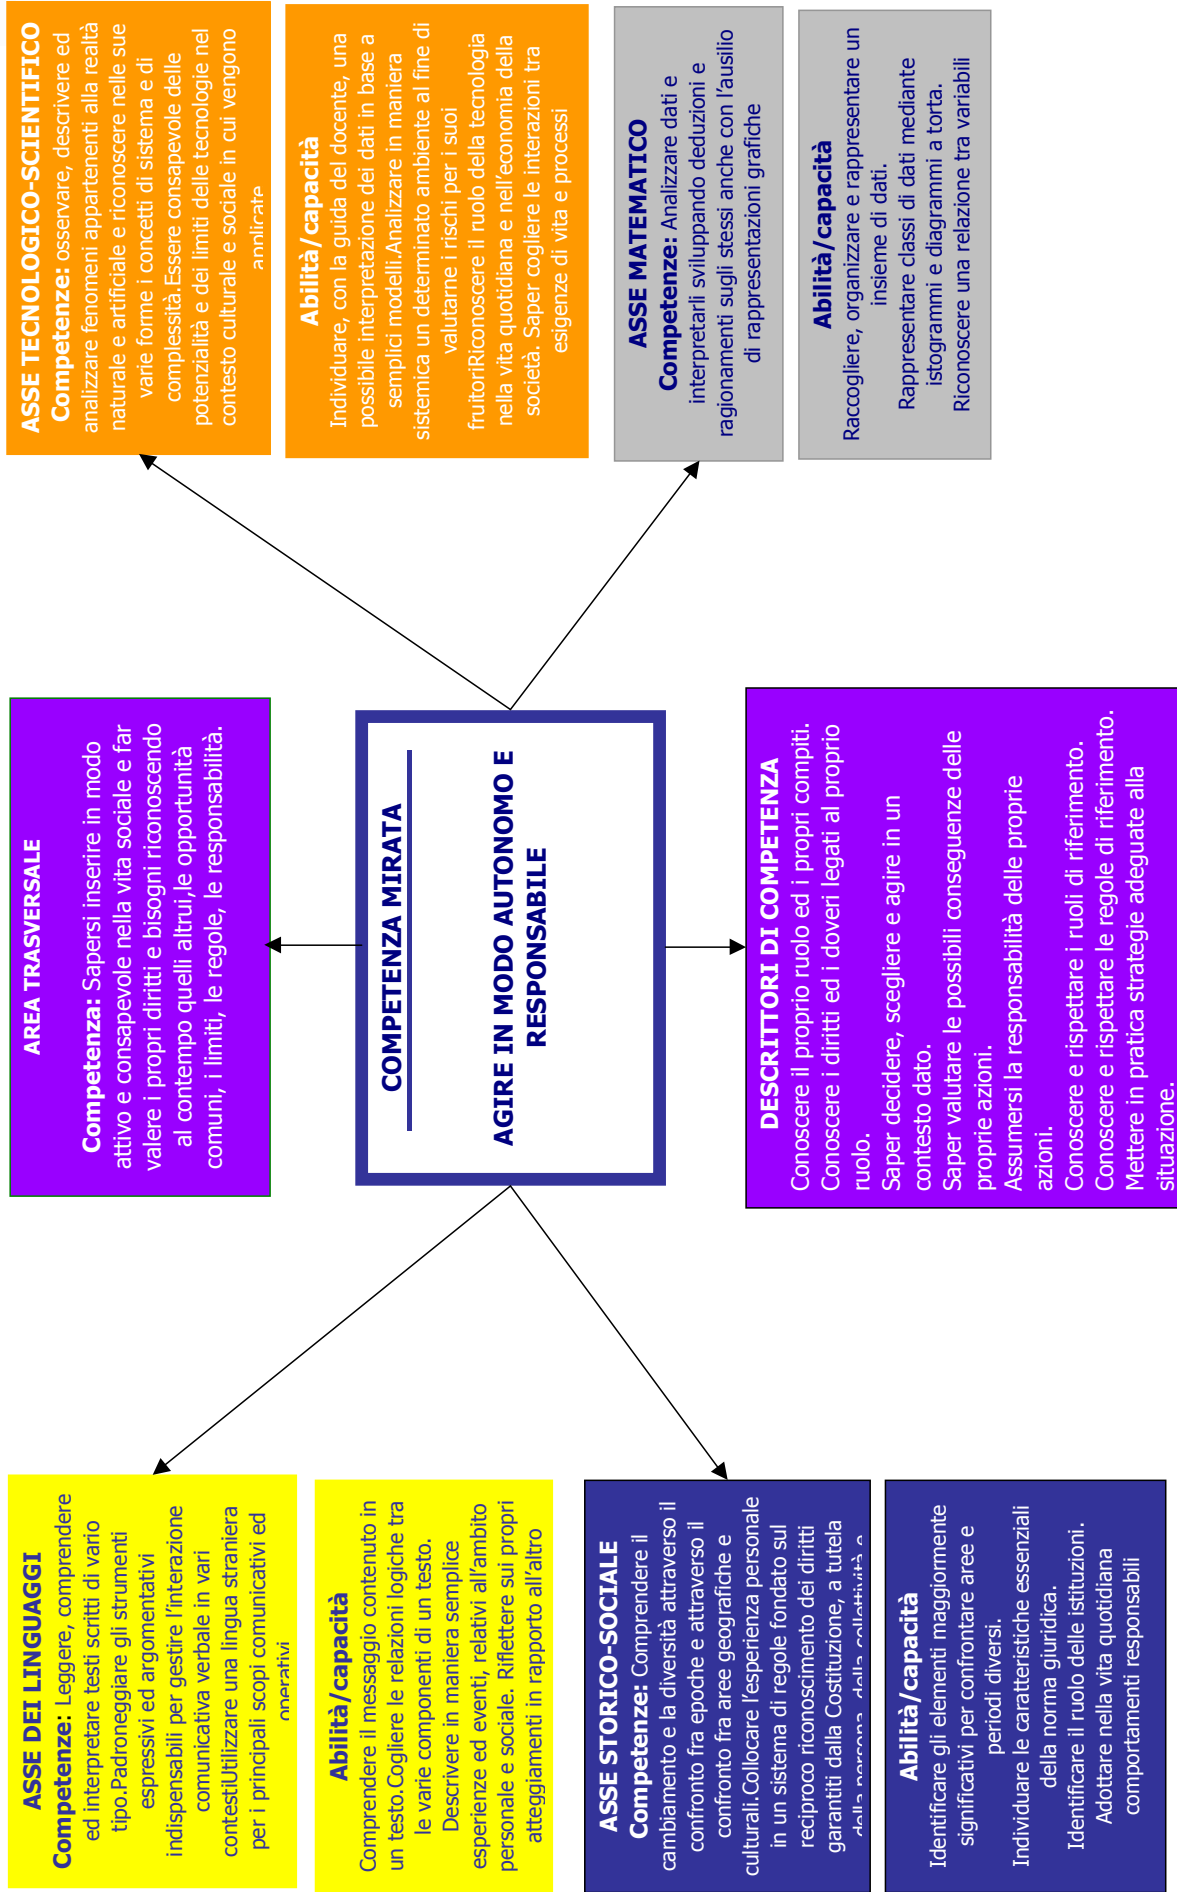 ASSE DEI LINGUAGGI
Competenze: Leggere, comprendere
ed interpretare testi scritti di vario
tipo.Padroneggiare gli strumenti
espressivi ed argomentativi
indispensabili per gestire l'interazione
comunicativa verbale in vari
contestiUtilizzare una lingua straniera
per i principali scopi comunicativi ed
operativi
Abilità/capacità
Comprendere il messaggio contenuto in
un testo.Cogliere le relazioni logiche tra
le varie componenti di un testo.
Descrivere in maniera semplice
esperienze ed eventi, relativi all'ambito
personale e sociale. Riflettere sui propri
atteggiamenti in rapporto all'altro
ASSE STORICO-SOCIALE
Competenze: Comprendere il
cambiamento e la diversità attraverso il
confronto fra epoche e attraverso il
confronto fra aree geografiche e
culturali.Collocare l'esperienza personale
in un sistema di regole fondato sul
reciproco riconoscimento dei diritti
garantiti dalla Costituzione, a tutela
della persona, della collettività e
Abilità/capacità
Identificare gli elementi maggiormente
significativi per confrontare aree e
periodi diversi.
Individuare le caratteristiche essenziali
della norma giuridica.
Identificare il ruolo delle istituzioni.
Adottare nella vita quotidiana
comportamenti responsabili
AREA TRASVERSALE
Competenza: Sapersi inserire in modo
attivo e consapevole nella vita sociale e far
valere i propri diritti e bisogni riconoscendo
al contempo quelli altrui,le opportunità
comuni, i limiti, le regole, le responsabilità.
COMPETENZA MIRATA
AGIRE IN MODO AUTONOMO E
RESPONSABILE
DESCRITTORI DI COMPETENZA
Conoscere il proprio ruolo ed i propri compiti.
Conoscere i diritti ed i doveri legati al proprio
ruolo.
Saper decidere, scegliere e agire in un
contesto dato.
Saper valutare le possibili conseguenze delle
proprie azioni.
Assumersi la responsabilità delle proprie
azioni.
Conoscere e rispettare i ruoli di riferimento.
Conoscere e rispettare le regole di riferimento.
Mettere in pratica strategie adeguate alla
situazione.
ASSE TECNOLOGICO-SCIENTIFICO
Competenze: osservare, descrivere ed
analizzare fenomeni appartenenti alla realtà
naturale e artificiale e riconoscere nelle sue
varie forme i concetti di sistema e di
complessità.Essere consapevole delle
potenzialità e dei limiti delle tecnologie nel
contesto culturale e sociale in cui vengono
applicate
Abilità/capacità
Individuare, con la guida del docente, una
possibile interpretazione dei dati in base a
semplici modelli.Analizzare in maniera
sistemica un determinato ambiente al fine di
valutarne i rischi per i suoi
fruitoriRiconoscere il ruolo della tecnologia
nella vita quotidiana e nell'economia della
società. Saper cogliere le interazioni tra
esigenze di vita e processi
ASSE MATEMATICO
Competenze: Analizzare dati e
interpretarli sviluppando deduzioni e
ragionamenti sugli stessi anche con l'ausilio
di rappresentazioni grafiche
Abilità/capacità
Raccogliere, organizzare e rappresentare un
insieme di dati.
Rappresentare classi di dati mediante
istogrammi e diagrammi a torta.
Riconoscere una relazione tra variabili